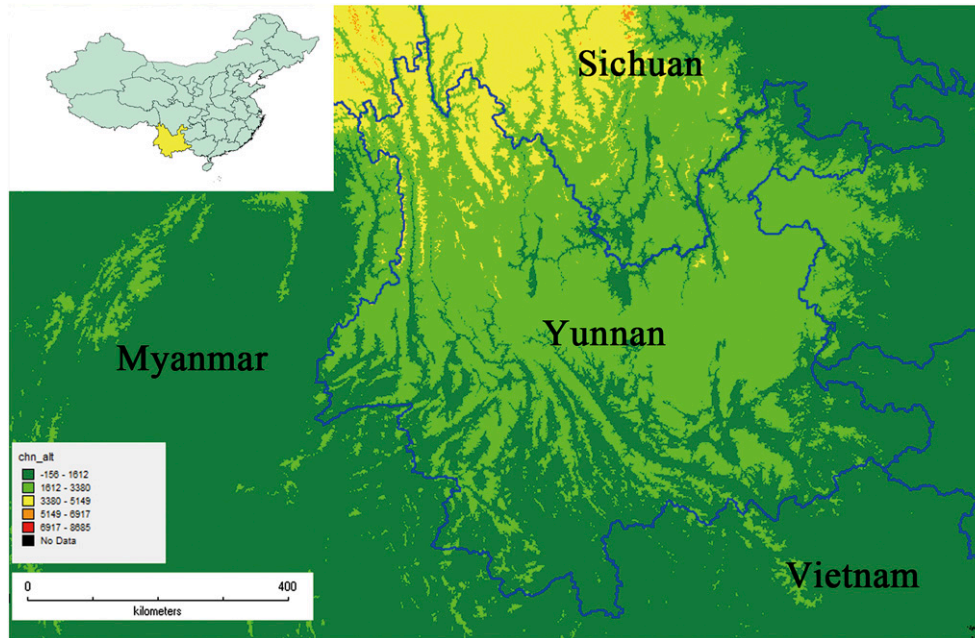 Sichuan
Yunnan
Myanmar
chn_alt
-156 - 1612
1612 - 3380
3380 - 5149
5149 - 6917
6917 - 8685
No Data
0 400
kilometers
Vietnam